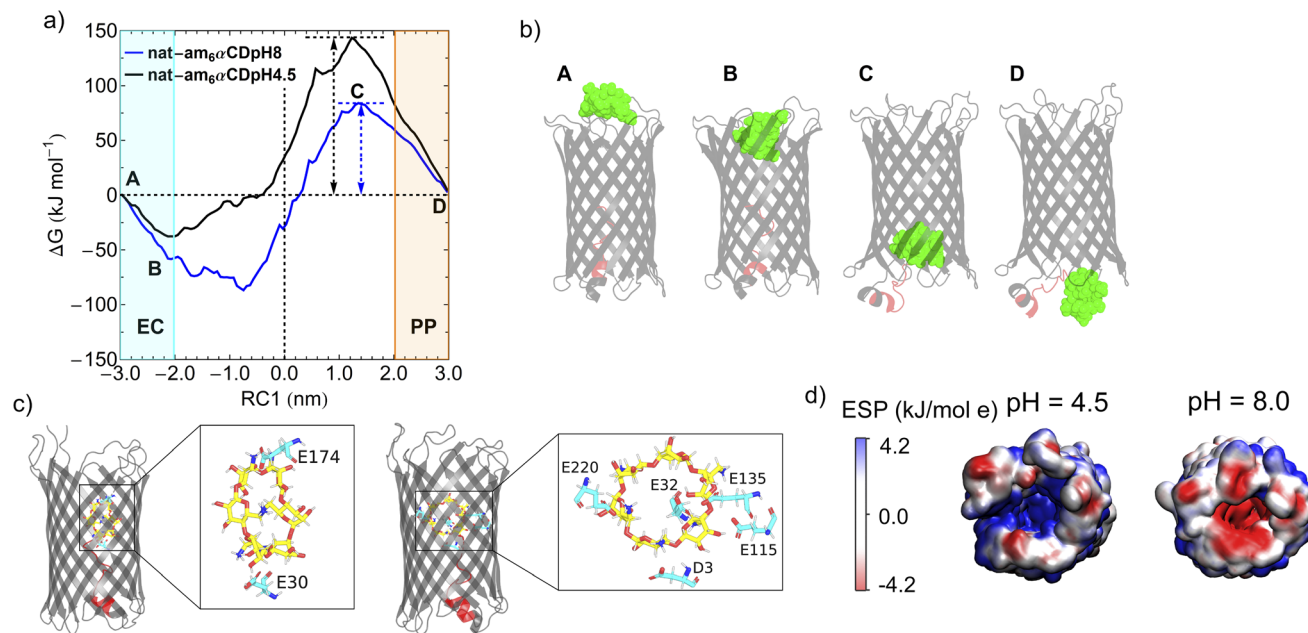 a)
150
100
50
0
−50
−100
−150
ΔG (kJ mol⁻¹)
nat−am₆αCDpH8
nat−am₆αCDpH4.5
A
B
C
D
EC
PP
−3.0 −2.0 −1.0 0.0 1.0 2.0 3.0
RC1 (nm)
b)
A B C D
c)
E174
E30
E220
E32
E135
E115
D3
d)
ESP (kJ/mol e) pH = 4.5 pH = 8.0
4.2
0.0
-4.2